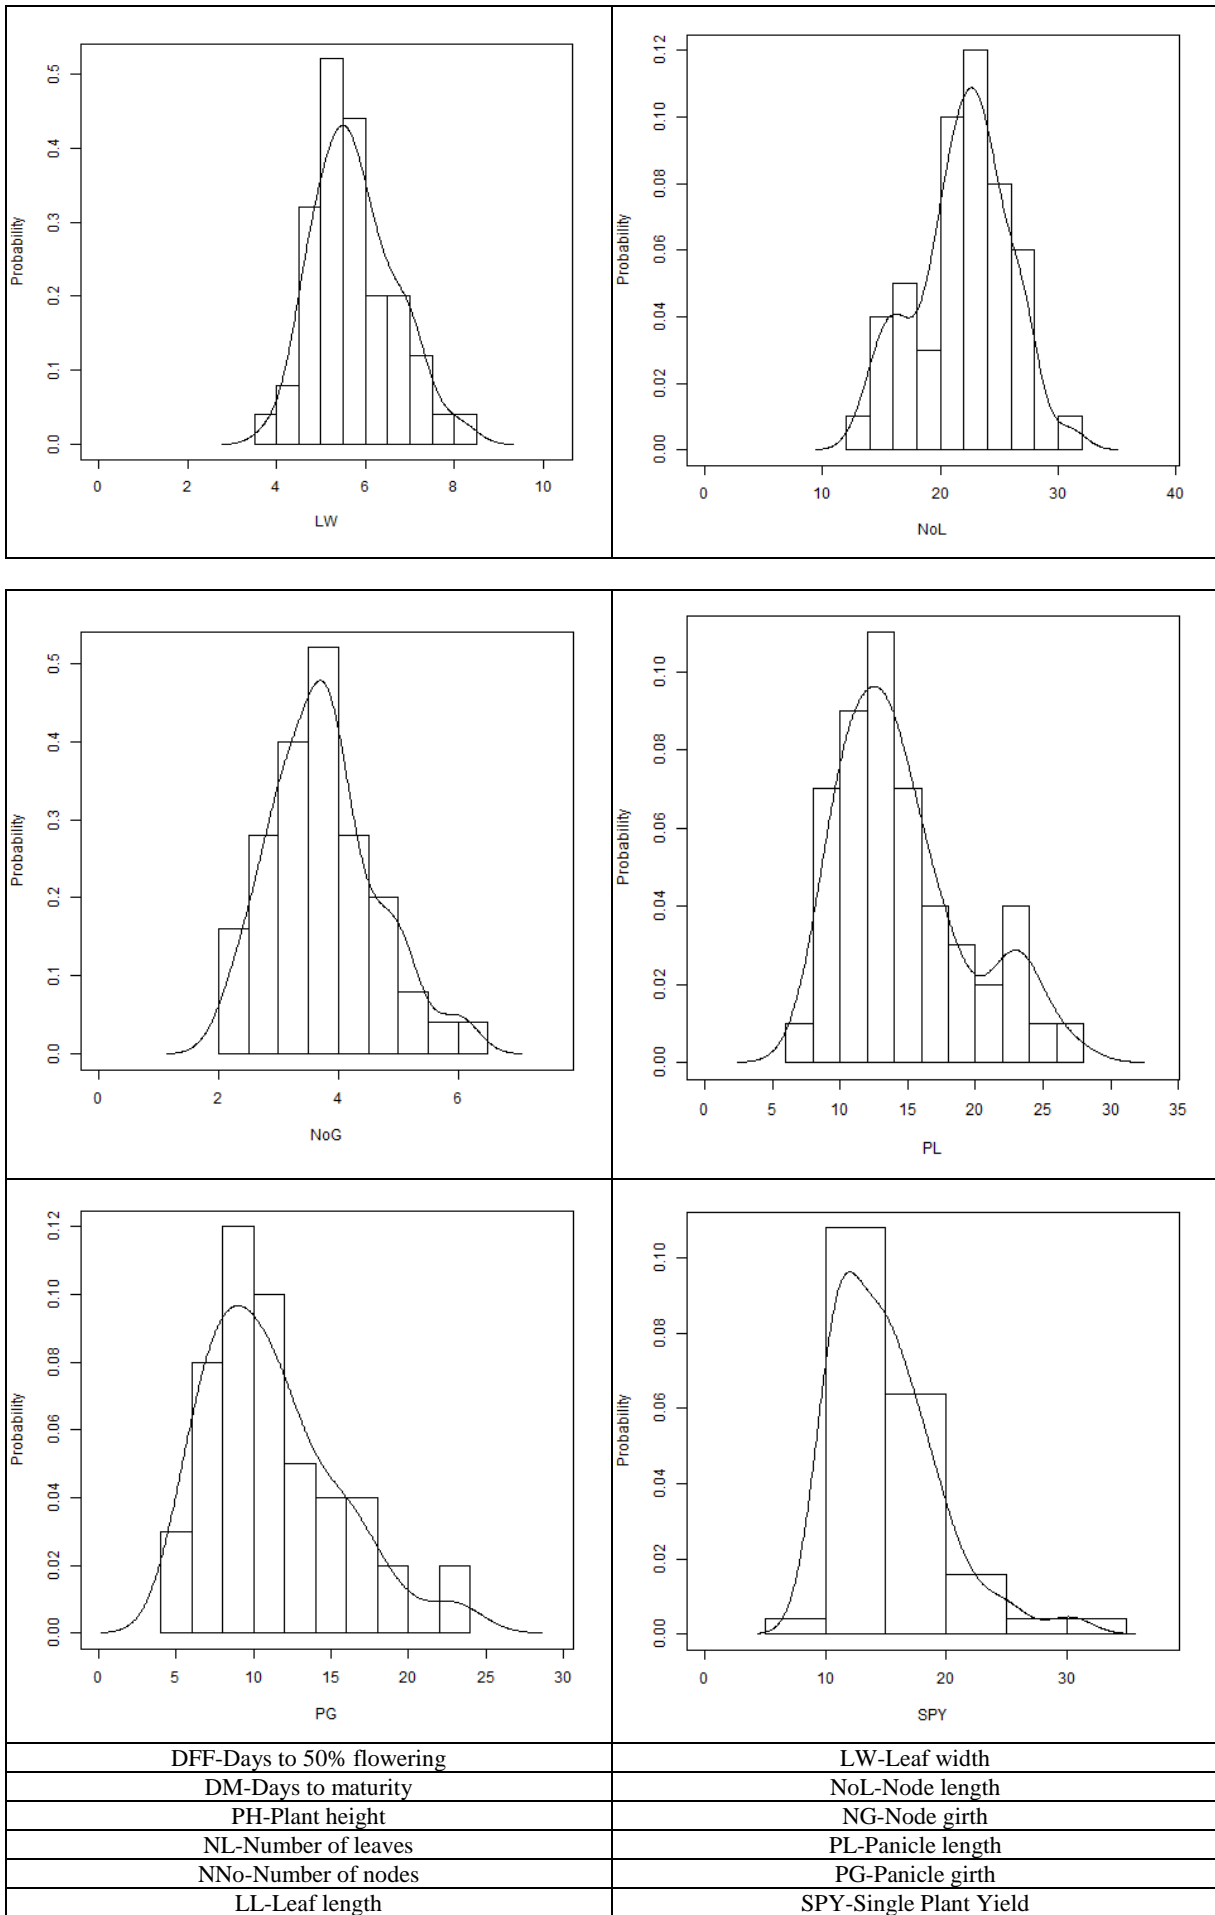 0.0 0.1 0.2 0.3 0.4 0.5
Probability
0 2 4 6 8 10
LW
0.00 0.02 0.04 0.06 0.08 0.10 0.12
Probability
0 10 20 30 40
NoL
0.0 0.1 0.2 0.3 0.4 0.5
Probability
0 2 4 6
NoG
0.00 0.02 0.04 0.06 0.08 0.10
Probability
0 5 10 15 20 25 30 35
PL
0.00 0.02 0.04 0.06 0.08 0.10 0.12
Probability
0 5 10 15 20 25 30
PG
0.00 0.02 0.04 0.06 0.08 0.10
Probability
0 10 20 30
SPY
DFF-Days to 50% flowering LW-Leaf width
DM-Days to maturity NoL-Node length
PH-Plant height NG-Node girth
NL-Number of leaves PL-Panicle length
NNo-Number of nodes PG-Panicle girth
LL-Leaf length SPY-Single Plant Yield